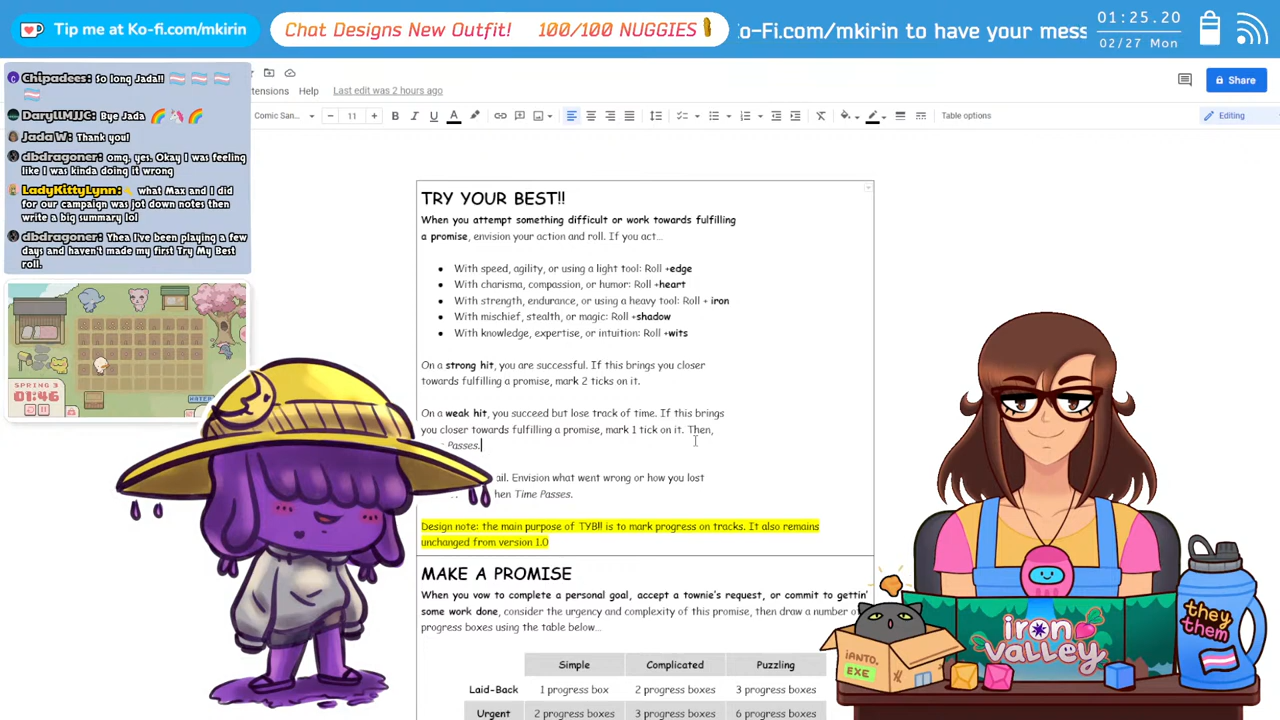 Tip me at Ko-fi.com/mkirin
Chat Designs New Outfit! 100/100 NUGGIES
Ko-Fi.com/mkirin to have your mess
01:25.20
02/27 Mon
Chipadees: So long Jada!!
DaryllMJJG: Bye Jada
Jada W: Thank you!
dbdragoner: omg, yes. Okay I was feeling
like I was kinda doing it wrong
LadyKittyLynn: what Max and I did
for our campaign was jot down notes then
write a big summary lol
dbdragoner: Yhea I've been playing a few
days and haven't made my first Try My Best
roll.
SPRING 3
01:46
tensions Help Last edit was 2 hours ago
Share
Comic San... 11 Table options Editing
TRY YOUR BEST!!
When you attempt something difficult or work towards fulfilling
a promise, envision your action and roll. If you act...
● With speed, agility, or using a light tool: Roll +edge
● With charisma, compassion, or humor: Roll +heart
● With strength, endurance, or using a heavy tool: Roll + iron
● With mischief, stealth, or magic: Roll +shadow
● With knowledge, expertise, or intuition: Roll +wits
On a strong hit, you are successful. If this brings you closer
towards fulfilling a promise, mark 2 ticks on it.
On a weak hit, you succeed but lose track of time. If this brings
you closer towards fulfilling a promise, mark 1 tick on it. Then,
Passes.
ail. Envision what went wrong or how you lost
hen Time Passes.
Design note: the main purpose of TYB!! is to mark progress on tracks. It also remains
unchanged from version 1.0
MAKE A PROMISE
When you vow to complete a personal goal, accept a townie's request, or commit to gettin'
some work done, consider the urgency and complexity of this promise, then draw a number of
progress boxes using the table below...
Simple Complicated Puzzling
Laid-Back 1 progress box 2 progress boxes 3 progress boxes
Urgent 2 progress boxes 3 progress boxes 6 progress boxes
iANTO.
EXE
iron
valley
they
them